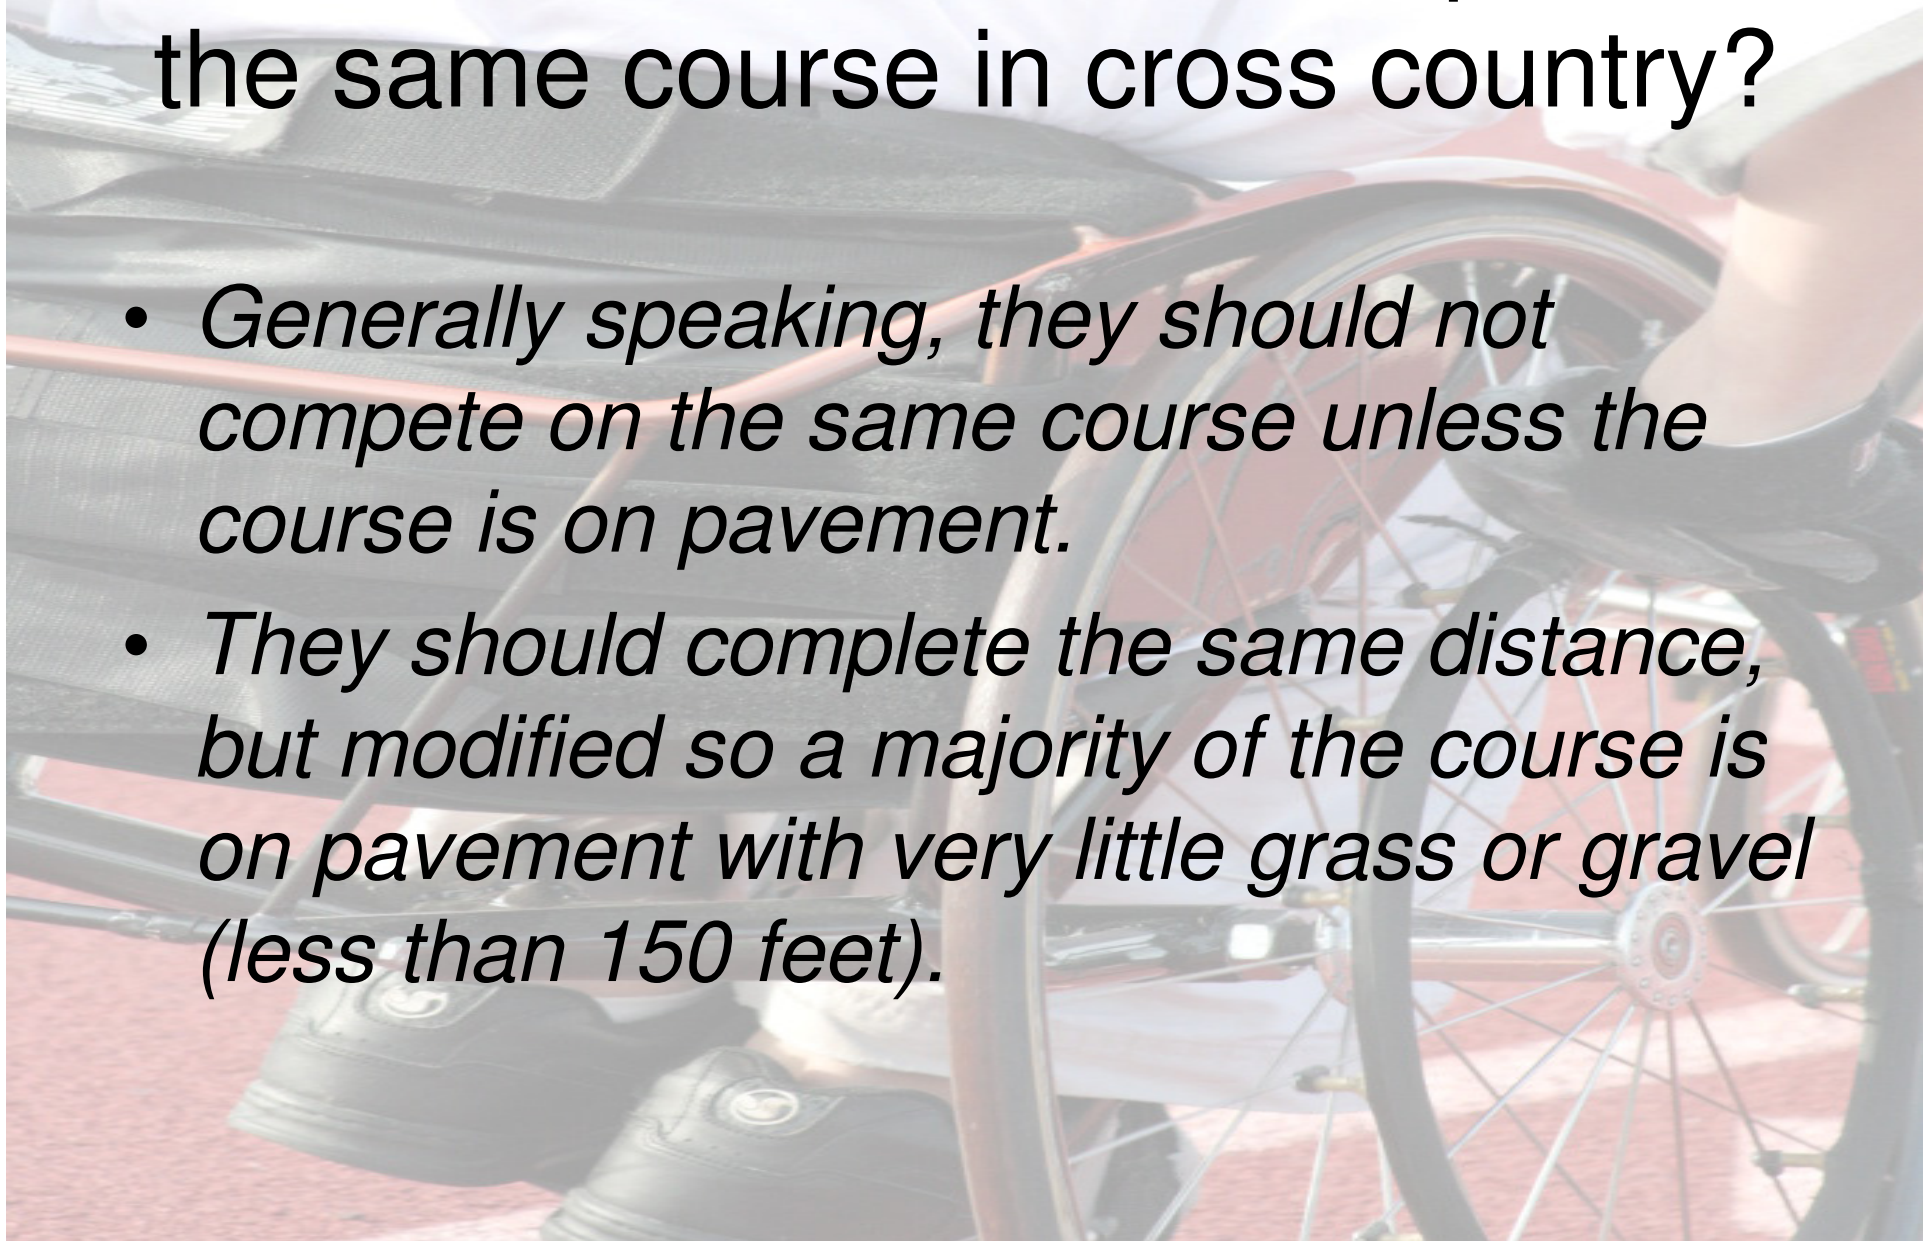 the same course in cross country?
• Generally speaking, they should not
compete on the same course unless the
course is on pavement.
• They should complete the same distance,
but modified so a majority of the course is
on pavement with very little grass or gravel
(less than 150 feet).